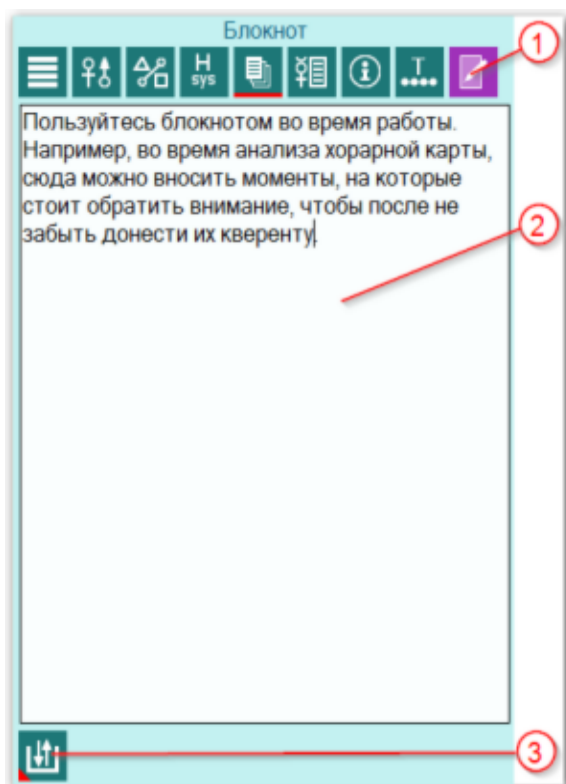 Блокнот
1
H
sys
T
Пользуйтесь блокнотом во время работы.
Например, во время анализа хорарной карты,
сюда можно вносить моменты, на которые
стоит обратить внимание, чтобы после не
забыть донести их кверенту.
2
3